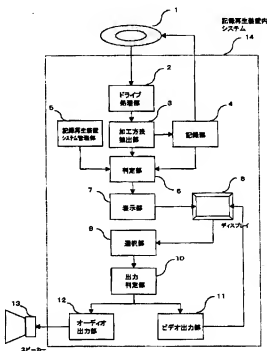 1
記録再生装置内
システム
14
2
ドライブ
処理部
5
3
4
記録再生装置
システム管理部
加工方法
抽出部
記録部
判定部
6
7
8
表示部
ディスプレイ
9
選択部
10
出力
判定部
13
12
11
オーディオ
出力部
ビデオ出力部
スピーカー